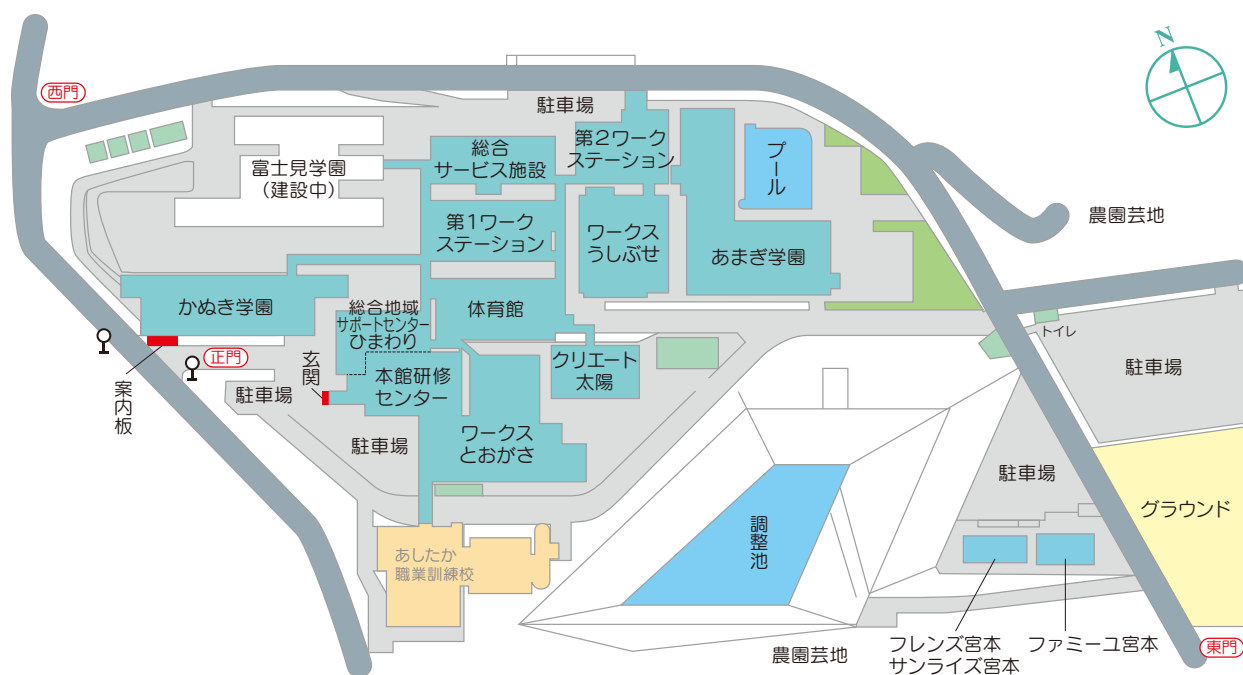 N
西門
駐車場
第2ワーク
ステーション
総合
サービス施設
プール
富士見学園
(建設中)
農園芸地
第1ワーク
ステーション
ワークス
うしぶせ
あまぎ学園
かぬき学園
総合地域
サポートセンター
ひまわり
体育館
トイレ
正門
玄関
クリエート
太陽
駐車場
案内板
駐車場
本館研修
センター
駐車場
ワークス
とおがさ
駐車場
グラウンド
調整池
あしたか
職業訓練校
農園芸地
フレンズ宮本
サンライズ宮本
ファミーユ宮本
東門